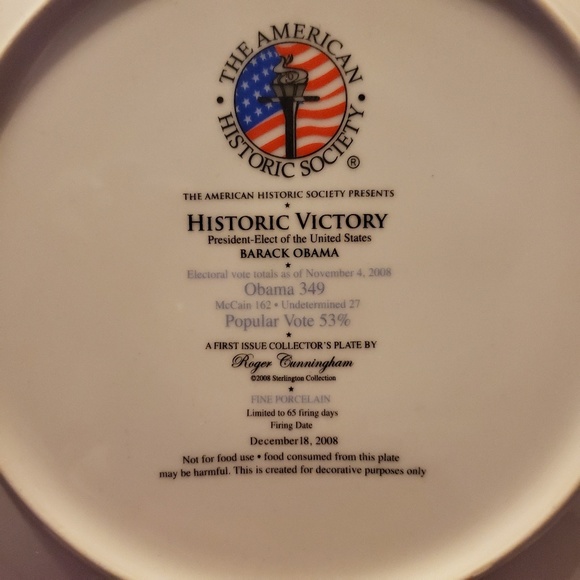 THE AMERICAN
HISTORIC SOCIETY ®
THE AMERICAN HISTORIC SOCIETY PRESENTS
HISTORIC VICTORY
President-Elect of the United States
BARACK OBAMA
Electoral vote totals as of November 4, 2008
Obama 349
McCain 162 • Undetermined 27
Popular Vote 53%
A FIRST ISSUE COLLECTOR'S PLATE BY
Roger Cunningham
©2008 Sterlington Collection
FINE PORCELAIN
Limited to 65 firing days
Firing Date
December18, 2008
Not for food use • food consumed from this plate
may be harmful. This is created for decorative purposes only